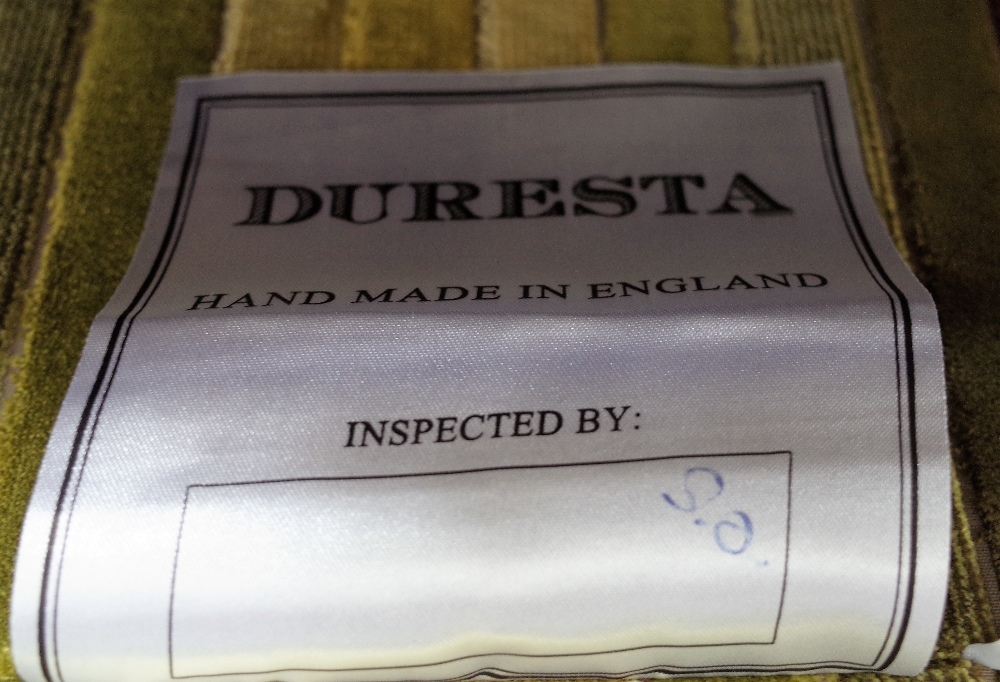 DURESTA
HAND MADE IN ENGLAND
INSPECTED BY: